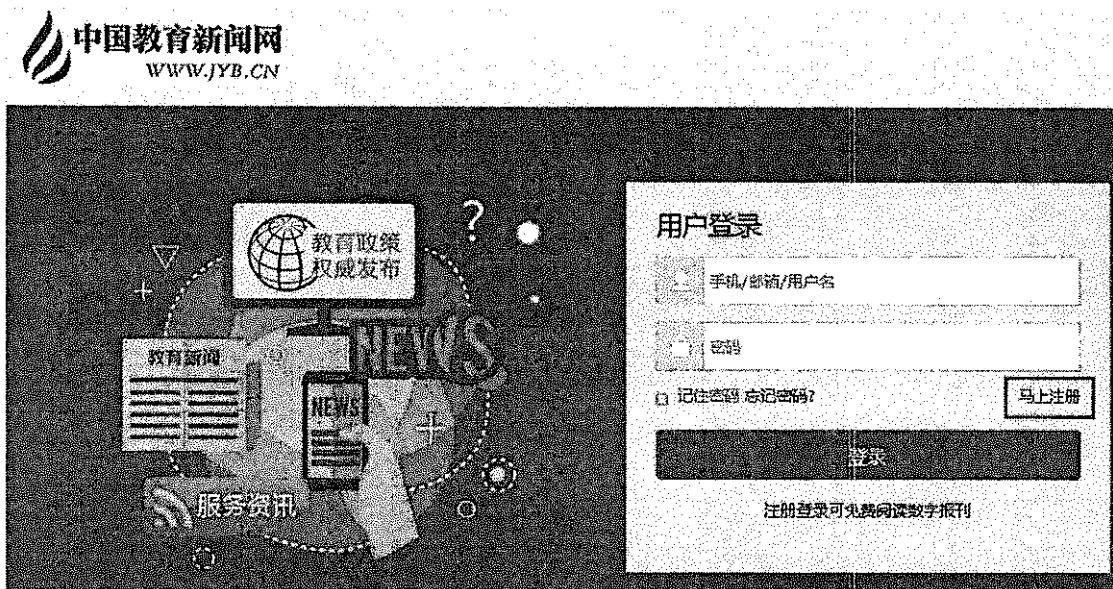 中国教育新闻网
WWW.JYB.CN
教育政策
权威发布
NEWS
教育新闻
NEWS
服务资讯
?
用户登录
手机/邮箱/用户名
密码
记住密码 忘记密码?
马上注册
登录
注册登录可免费阅读数字报刊